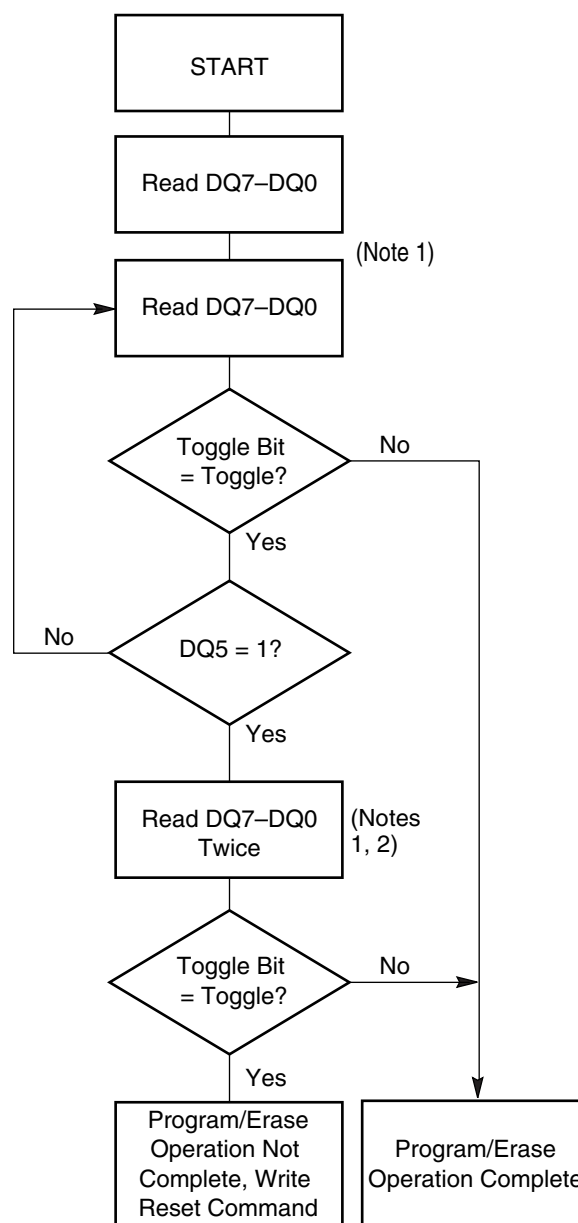 START
Read DQ7–DQ0
(Note 1)
Read DQ7–DQ0
Toggle Bit
= Toggle?
No
Yes
No
DQ5 = 1?
Yes
Read DQ7–DQ0
Twice
(Notes
1, 2)
Toggle Bit
= Toggle?
No
Yes
Program/Erase
Operation Not
Complete, Write
Reset Command
Program/Erase
Operation Complete